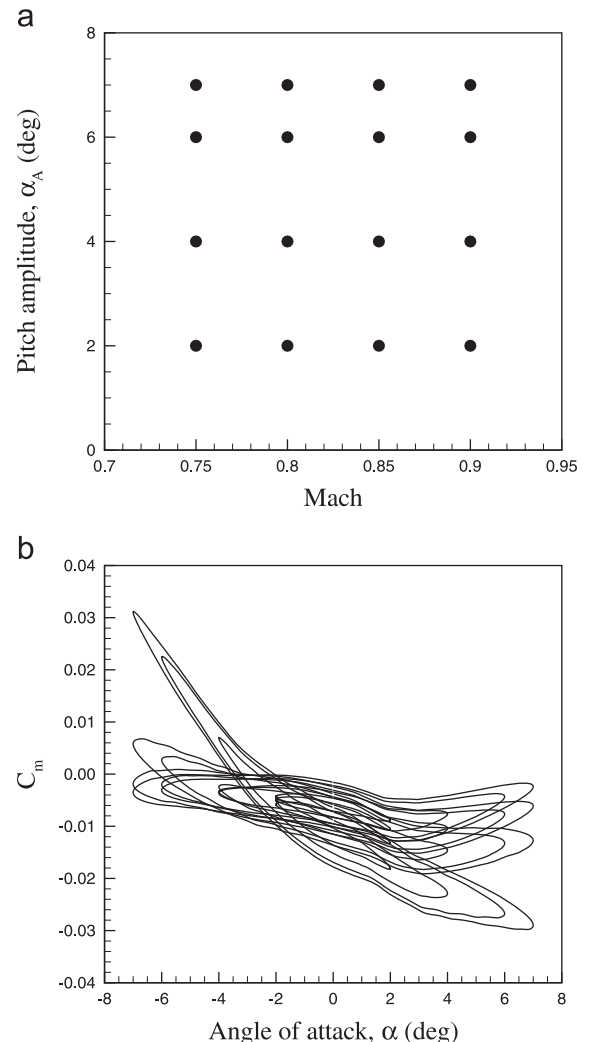 a
8
6
4
2
0
Pitch amplitude, αA (deg)
0.7 0.75 0.8 0.85 0.9 0.95
Mach
b
0.04
0.03
0.02
0.01
0.00
-0.01
-0.02
-0.03
-0.04
Cm
-8 -6 -4 -2 0 2 4 6 8
Angle of attack, α (deg)